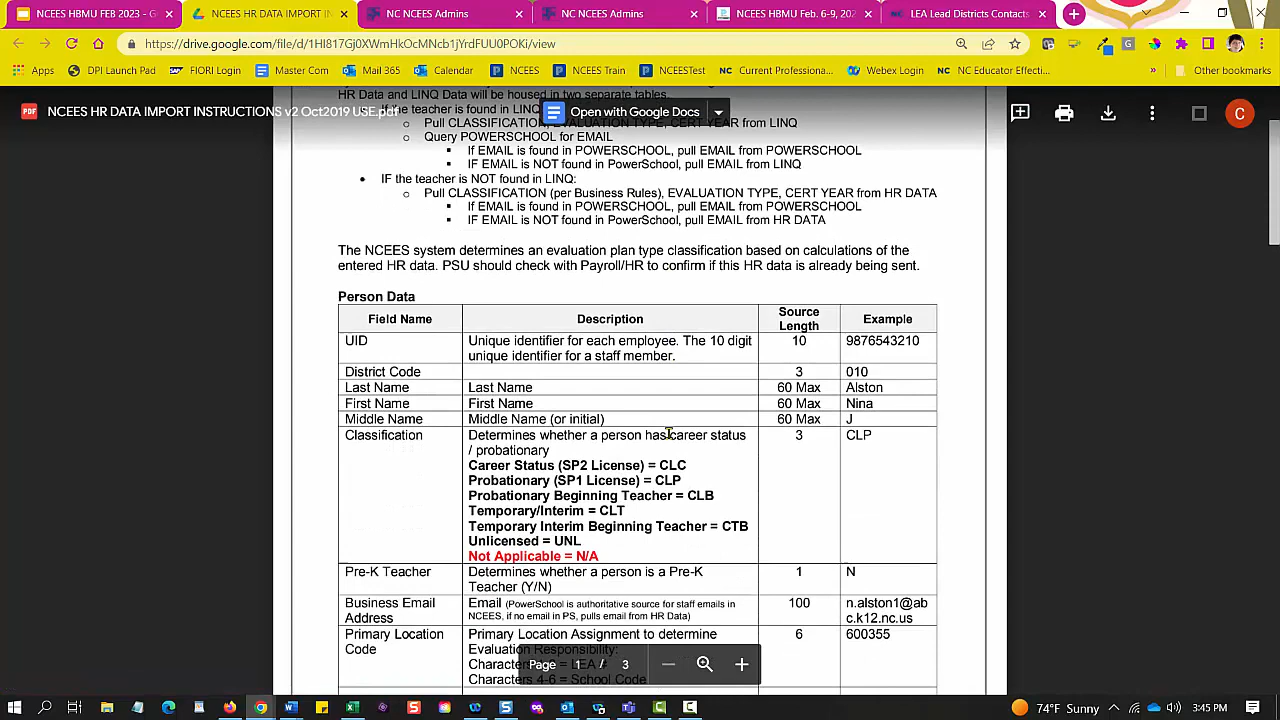 NCEES HBMU FEB 2023 - G
NCEES HR DATA IMPORT IN
NC NCEES Admins
NC NCEES Admins
NCEES HBMU Feb. 6-9, 202
LEA Lead Districts Contacts
https://drive.google.com/file/d/1HI817Gj0XWmHkOcMNcb1jYrdFUU0POKi/view
Apps
DPI Launch Pad
FIORI Login
Master Com
Mail 365
Calendar
NCEES
NCEES Train
NCEESTest
NC Current Professiona...
Webex Login
NC Educator Effecti...
Other bookmarks
HR Data and LINQ Data will be housed in two separate tables.
NCEES HR DATA IMPORT INSTRUCTIONS v2 Oct2019 USE.pdf
Open with Google Docs
C
If the teacher is found in LINQ
Pull CLASSIFICATION, EVALUATION TYPE, CERT YEAR from LINQ
o Query POWERSCHOOL for EMAIL
▪ If EMAIL is found in POWERSCHOOL, pull EMAIL from POWERSCHOOL
▪ IF EMAIL is NOT found in PowerSchool, pull EMAIL from LINQ
• IF the teacher is NOT found in LINQ:
o Pull CLASSIFICATION (per Business Rules), EVALUATION TYPE, CERT YEAR from HR DATA
▪ If EMAIL is found in POWERSCHOOL, pull EMAIL from POWERSCHOOL
▪ IF EMAIL is NOT found in PowerSchool, pull EMAIL from HR DATA
The NCEES system determines an evaluation plan type classification based on calculations of the
entered HR data. PSU should check with Payroll/HR to confirm if this HR data is already being sent.
Person Data
Field Name Description Source Length Example
UID Unique identifier for each employee. The 10 digit 10 9876543210
unique identifier for a staff member.
District Code 3 010
Last Name Last Name 60 Max Alston
First Name First Name 60 Max Nina
Middle Name Middle Name (or initial) 60 Max J
Classification Determines whether a person has career status 3 CLP
/ probationary
Career Status (SP2 License) = CLC
Probationary (SP1 License) = CLP
Probationary Beginning Teacher = CLB
Temporary/Interim = CLT
Temporary Interim Beginning Teacher = CTB
Unlicensed = UNL
Not Applicable = N/A
Pre-K Teacher Determines whether a person is a Pre-K 1 N
Teacher (Y/N)
Business Email Email (PowerSchool is authoritative source for staff emails in 100 n.alston1@ab
Address NCEES, if no email in PS, pulls email from HR Data) c.k12.nc.us
Primary Location Primary Location Assignment to determine 6 600355
Code Evaluation Responsibility:
Characters = LEA #
Characters 4-6 = School Code
Page 1 / 3
74°F Sunny
3:45 PM